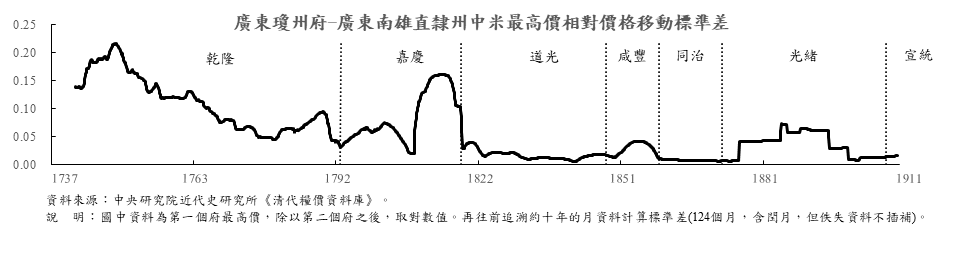 廣東瓊州府-廣東南雄直隸州中米最高價相對價格移動標準差
0.25
0.20
0.15
0.10
0.05
0.00
乾隆 嘉慶 道光 咸豐 同治 光緒 宣統
1737 1763 1792 1822 1851 1881 1911
資料來源：中央研究院近代史研究所《清代糧價資料庫》。
說　明：圖中資料為第一個府最高價，除以第二個府之後，取對數值。再往前追溯約十年的月資料計算標準差(124個月，含閏月，但佚失資料不插補)。